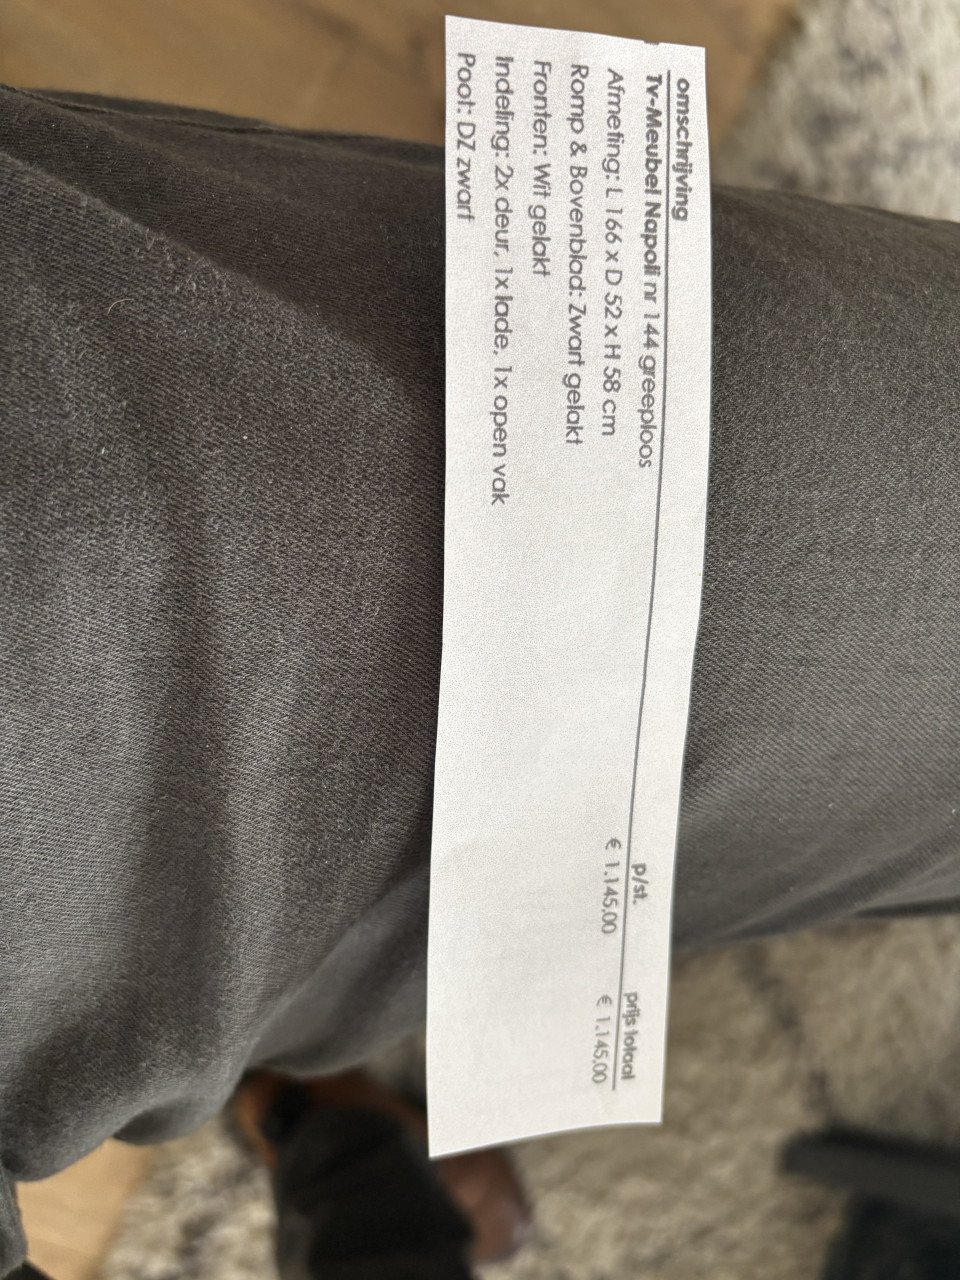 omschrijving p/st. prijs totaal
Tv-Meubel Napoli nr 144 greeploos € 1.145,00 € 1.145,00
Afmeting: L 166 x D 52 x H 58 cm
Romp & Bovenblad: Zwart gelakt
Fronten: Wit gelakt
Indeling: 2x deur, 1x lade, 1x open vak
Poot: DZ zwart